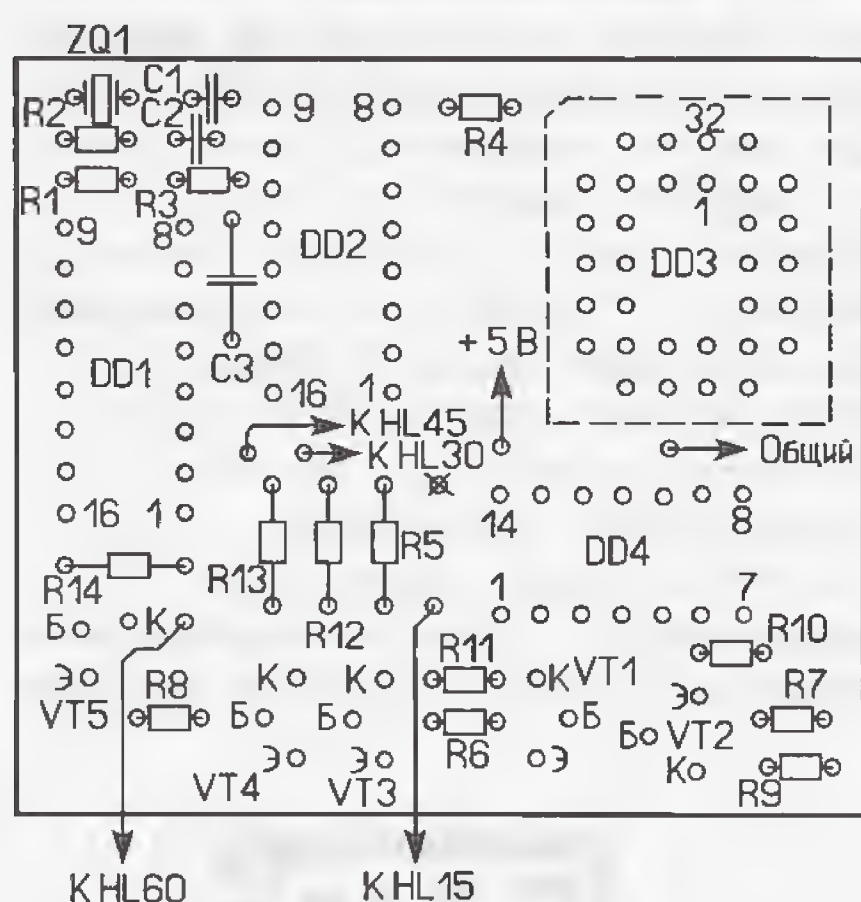 ZQ1
C1
R2
C2
9
8
R4
32
R1
R3
1
9
8
DD2
DD3
DD1
C3
+5В
16
1
К HL45
К HL30
Общий
16
1
14
8
R13
R5
DD4
R14
1
7
Б
К
R12
R11
R10
Э
R8
К
К
К
VT1
R7
VT5
Б
Б
R6
Б
Э
VT4
Э
VT3
Э
Э
Б
VT2
К
R9
К HL60
К HL15